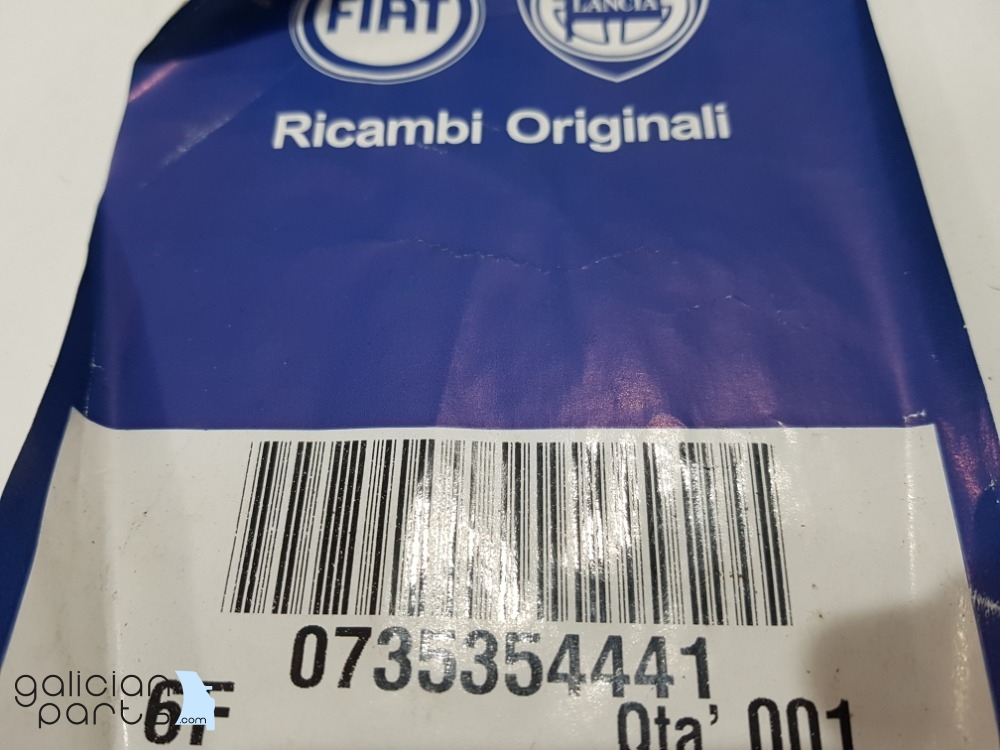 FIAT LANCIA
Ricambi Originali
0735354441
6F Qta' 001
galician
parts.com